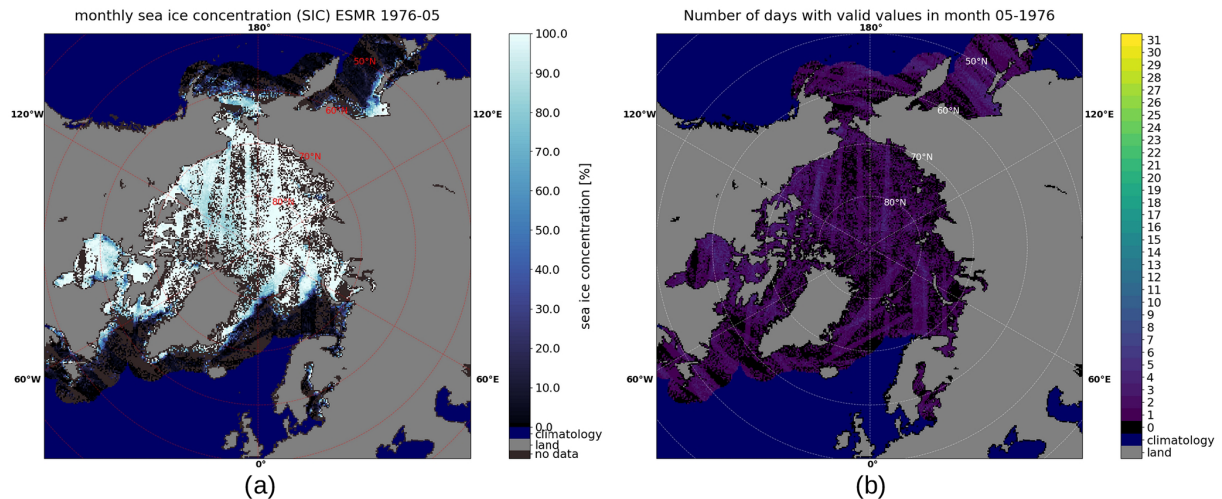 monthly sea ice concentration (SIC) ESMR 1976-05
180°
120°W
120°E
60°W
60°E
0°
50°N
60°N
70°N
80°N
100.0
90.0
80.0
70.0
60.0
50.0
40.0
30.0
20.0
10.0
0.0
climatology
land
no data
sea ice concentration [%]
(a)
Number of days with valid values in month 05-1976
180°
120°W
120°E
60°W
60°E
0°
50°N
60°N
70°N
80°N
31
30
29
28
27
26
25
24
23
22
21
20
19
18
17
16
15
14
13
12
11
10
9
8
7
6
5
4
3
2
1
0
climatology
land
(b)